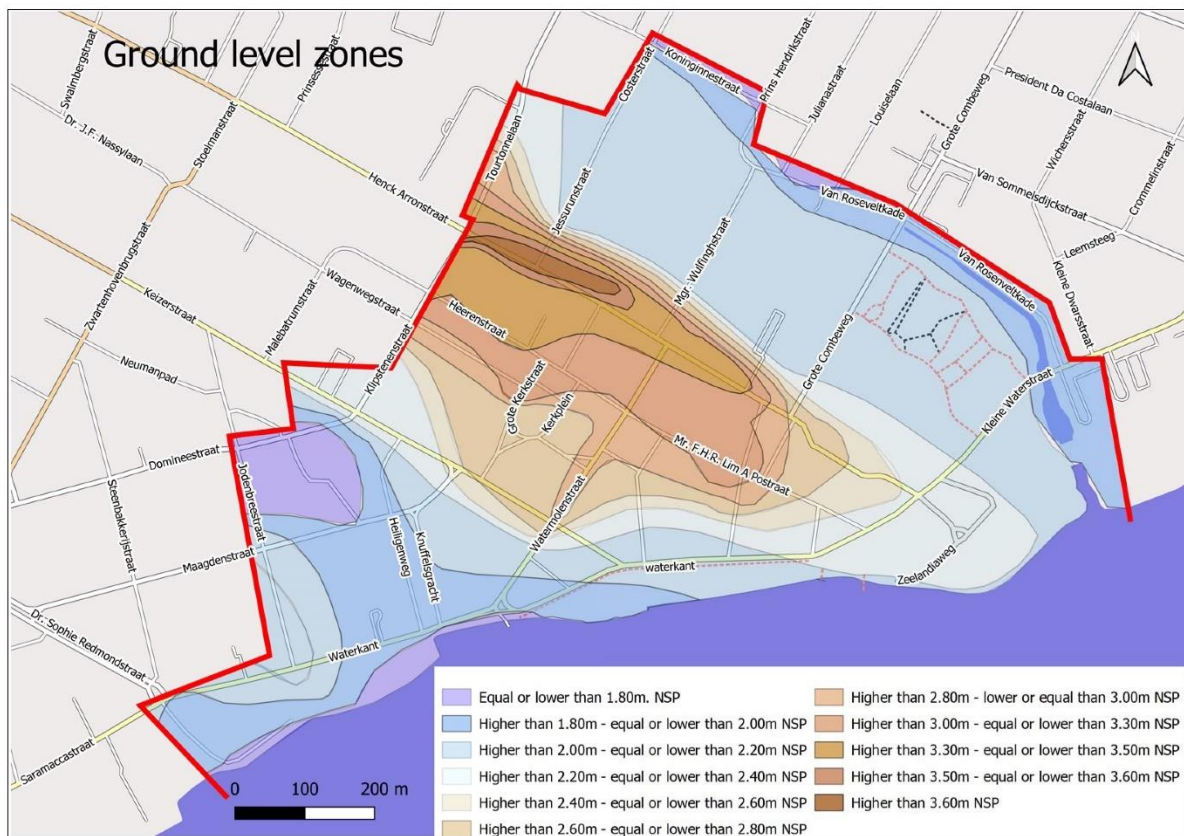 Ground level zones
N
Swalmbergstraat
Prinsessestraat
Stoelmanstraat
Dr. J.F. Nassylaan
Henck Arronstraat
Tourtonnelaan
Costerstraat
Koninginnestraat
Prins Hendrikstraat
Julianastraat
Louiselaan
Grote Combeweg
President Da Costalaan
Wichersstraat
Crommelinstraat
Van Sommelsdijckstraat
Leemsteeg
Kleine Dwarsstraat
Van Roseveltkade
Van Rosenveltkade
Jessurunstraat
Mgr. Wulfinghstraat
Grote Combeweg
Kleine Waterstraat
Zwartenhovenbrugstraat
Keizerstraat
Malebatrumstraat
Wagenwegstraat
Heerenstraat
Klipstenenstraat
Neumanpad
Grote Kerkstraat
Kerkplein
Mr. F.H.R. Lim A Postraat
Domineestraat
Jodenbreestraat
Steenbakkerijstraat
Maagdenstraat
Heiligenweg
Knuffelsgracht
Watermolenstraat
waterkant
Zeelandiaweg
Dr. Sophie Redmondstraat
Waterkant
Saramaccastraat
0 100 200 m
Equal or lower than 1.80m. NSP
Higher than 1.80m - equal or lower than 2.00m NSP
Higher than 2.00m - equal or lower than 2.20m NSP
Higher than 2.20m - equal or lower than 2.40m NSP
Higher than 2.40m - equal or lower than 2.60m NSP
Higher than 2.60m - equal or lower than 2.80m NSP
Higher than 2.80m - lower or equal than 3.00m NSP
Higher than 3.00m - equal or lower than 3.30m NSP
Higher than 3.30m - equal or lower than 3.50m NSP
Higher than 3.50m - equal or lower than 3.60m NSP
Higher than 3.60m NSP